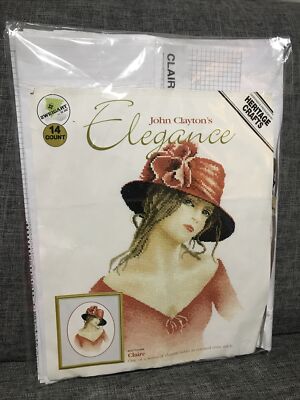 CLAIR
ZWEIGART
14
COUNT
John Clayton's
Elegance
HERITAGE
CRAFTS
Claire